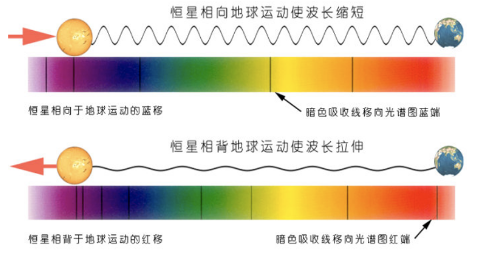 恒星相向地球运动使波长缩短
恒星相向于地球运动的蓝移
暗色吸收线移向光谱图蓝端
恒星相背地球运动使波长拉伸
恒星相背于地球运动的红移
暗色吸收线移向光谱图红端